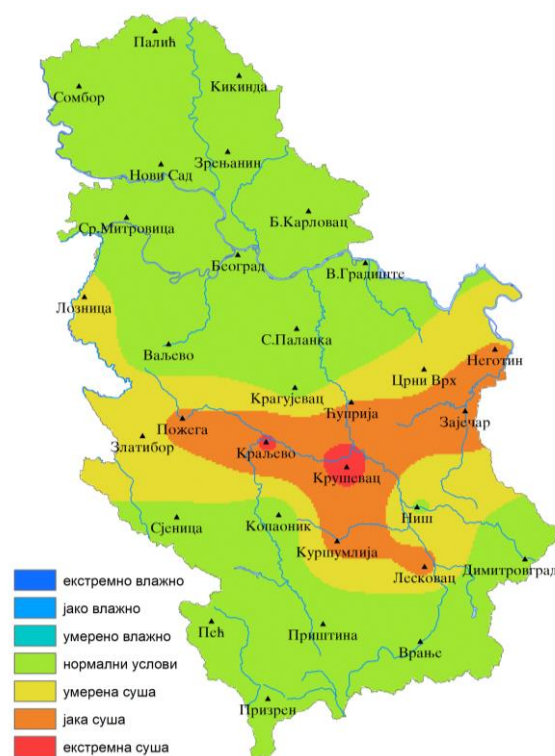 Палић
Сомбор
Кикинда
Зрењанин
Нови Сад
Ср.Митровица
Б.Карловац
Београд
В.Градиште
Лозница
Ваљево
С.Паланка
Неготин
Црни Врх
Крагујевац
Ћуприја
Зајечар
Пожега
Златибор
Краљево
Крушевац
Сјеница
Копаоник
Ниш
Куршумлија
Лесковац
Димитровград
Пећ
Приштина
Врање
Призрен
екстремно влажно
јако влажно
умерено влажно
нормални услови
умерена суша
јака суша
екстремна суша